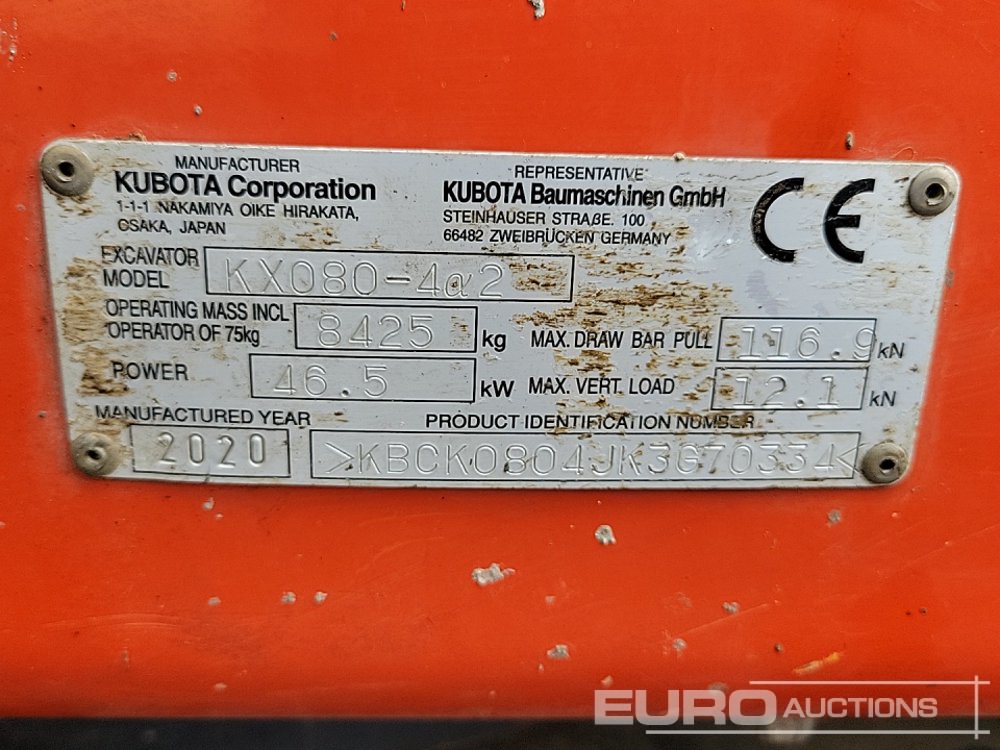 MANUFACTURER
KUBOTA Corporation
1-1-1 NAKAMIYA OIKE HIRAKATA,
OSAKA, JAPAN
REPRESENTATIVE
KUBOTA Baumaschinen GmbH
STEINHAUSER STRAßE. 100
66482 ZWEIBRÜCKEN GERMANY
CE
EXCAVATOR MODEL KX080-4α2
OPERATING MASS INCL
OPERATOR OF 75kg 8425 kg
MAX. DRAW BAR PULL 116.9 kN
POWER 46.5 kW
MAX. VERT. LOAD 112.1 kN
MANUFACTURED YEAR
2020
PRODUCT IDENTIFICATION NUMBER
>KBCK0804JK3G70334<
EURO AUCTIONS